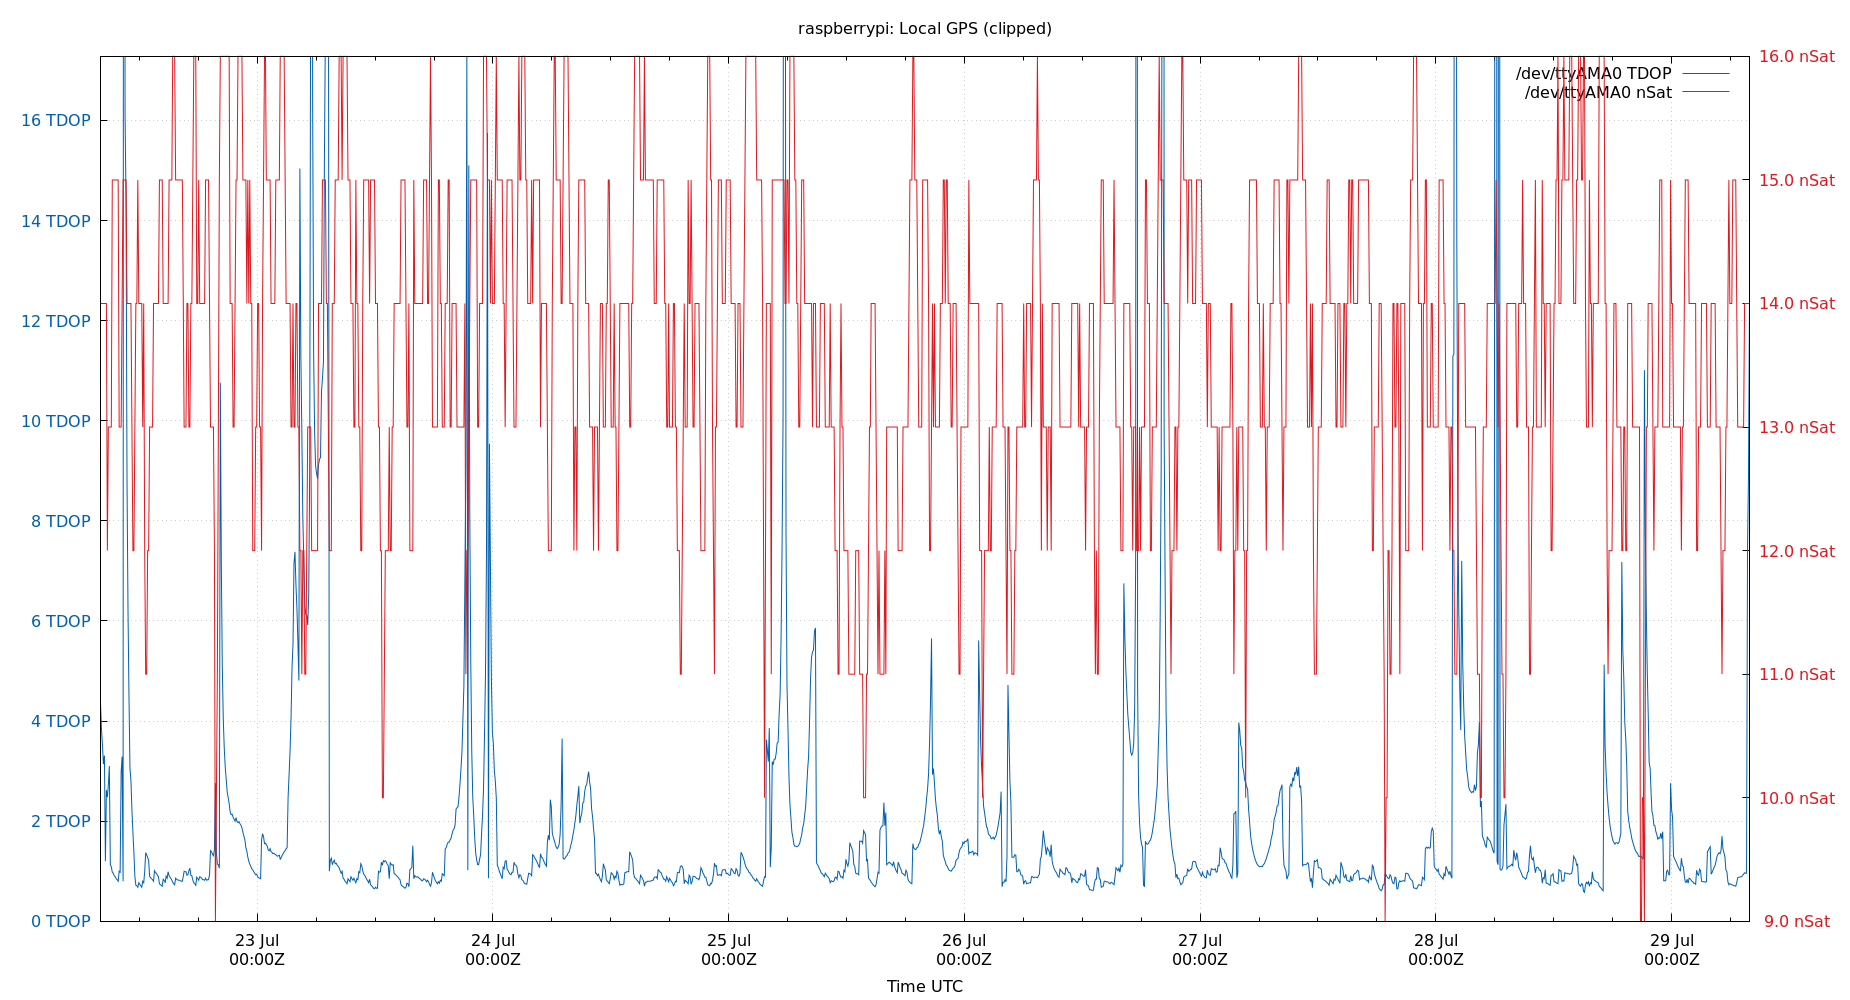 raspberrypi: Local GPS (clipped)
/dev/ttyAMA0 TDOP
/dev/ttyAMA0 nSat
16 TDOP
14 TDOP
12 TDOP
10 TDOP
8 TDOP
6 TDOP
4 TDOP
2 TDOP
0 TDOP
16.0 nSat
15.0 nSat
14.0 nSat
13.0 nSat
12.0 nSat
11.0 nSat
10.0 nSat
9.0 nSat
23 Jul
00:00Z
24 Jul
00:00Z
25 Jul
00:00Z
26 Jul
00:00Z
27 Jul
00:00Z
28 Jul
00:00Z
29 Jul
00:00Z
Time UTC